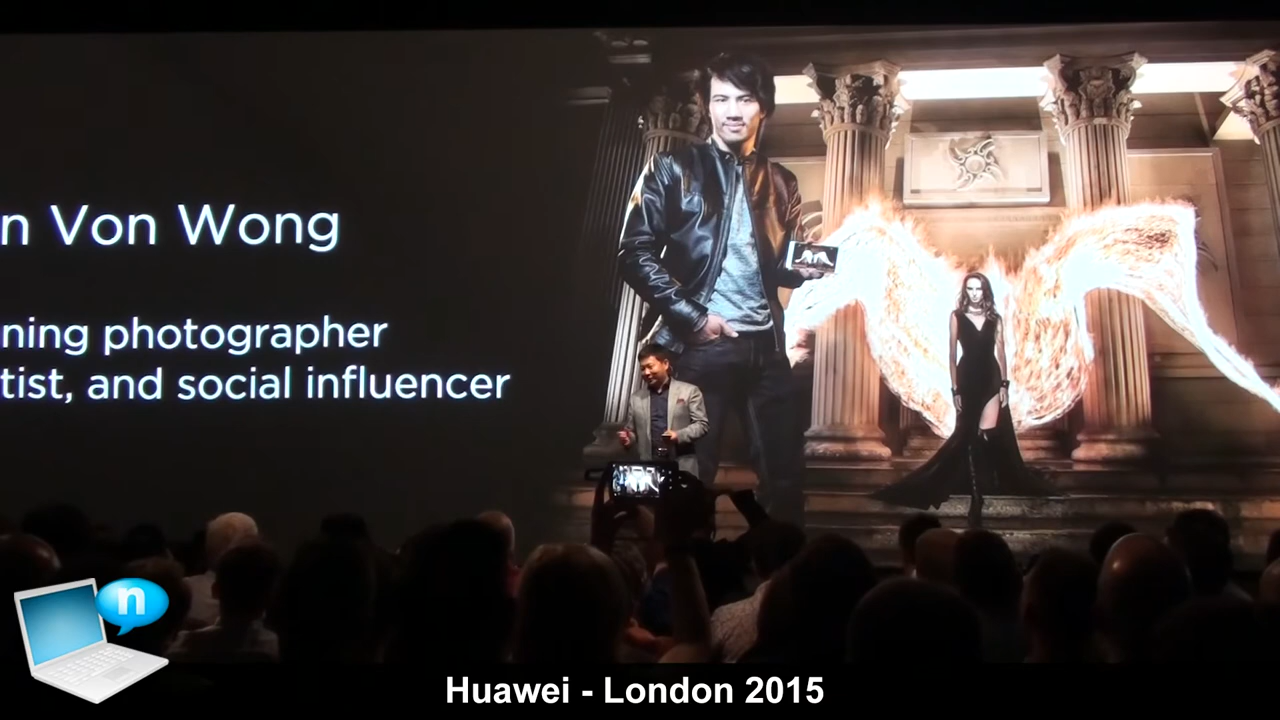 n Von Wong
ning photographer
tist, and social influencer
n
Huawei - London 2015